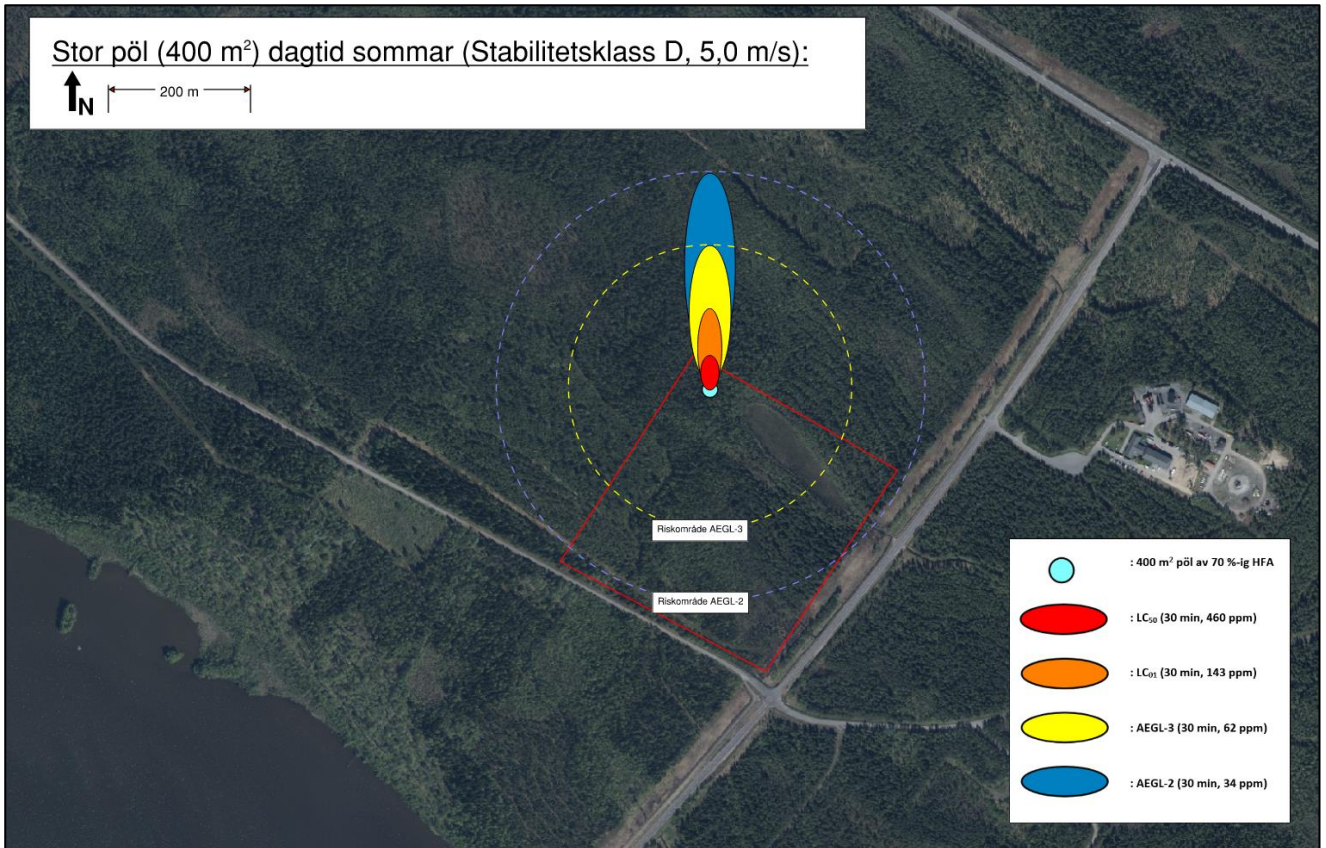 Stor pöl (400 m²) dagtid sommar (Stabilitetsklass D, 5,0 m/s):
N
200 m
Riskområde AEGL-3
Riskområde AEGL-2
: 400 m² pöl av 70 %-ig HFA
: LC₅₀ (30 min, 460 ppm)
: LC₀₁ (30 min, 143 ppm)
: AEGL-3 (30 min, 62 ppm)
: AEGL-2 (30 min, 34 ppm)